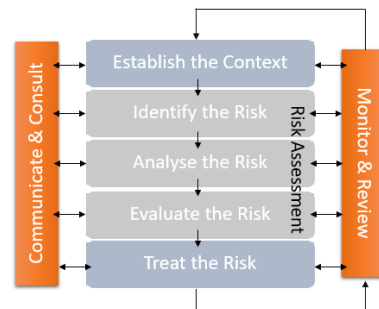 Establish the Context
Identify the Risk
Analyse the Risk
Evaluate the Risk
Treat the Risk
Communicate & Consult
Risk Assessment
Monitor & Review